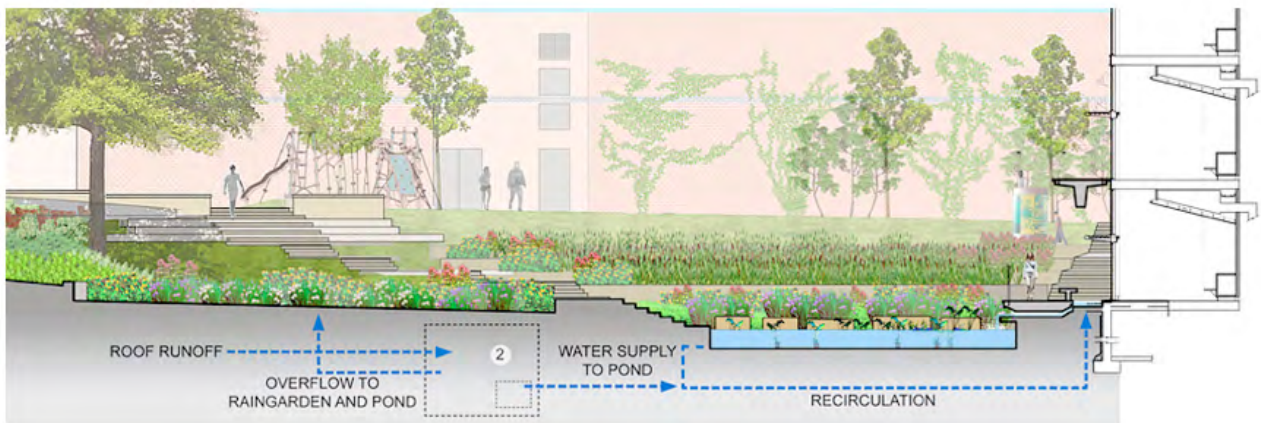 ROOF RUNOFF
2
WATER SUPPLY
TO POND
OVERFLOW TO
RAINGARDEN AND POND
RECIRCULATION